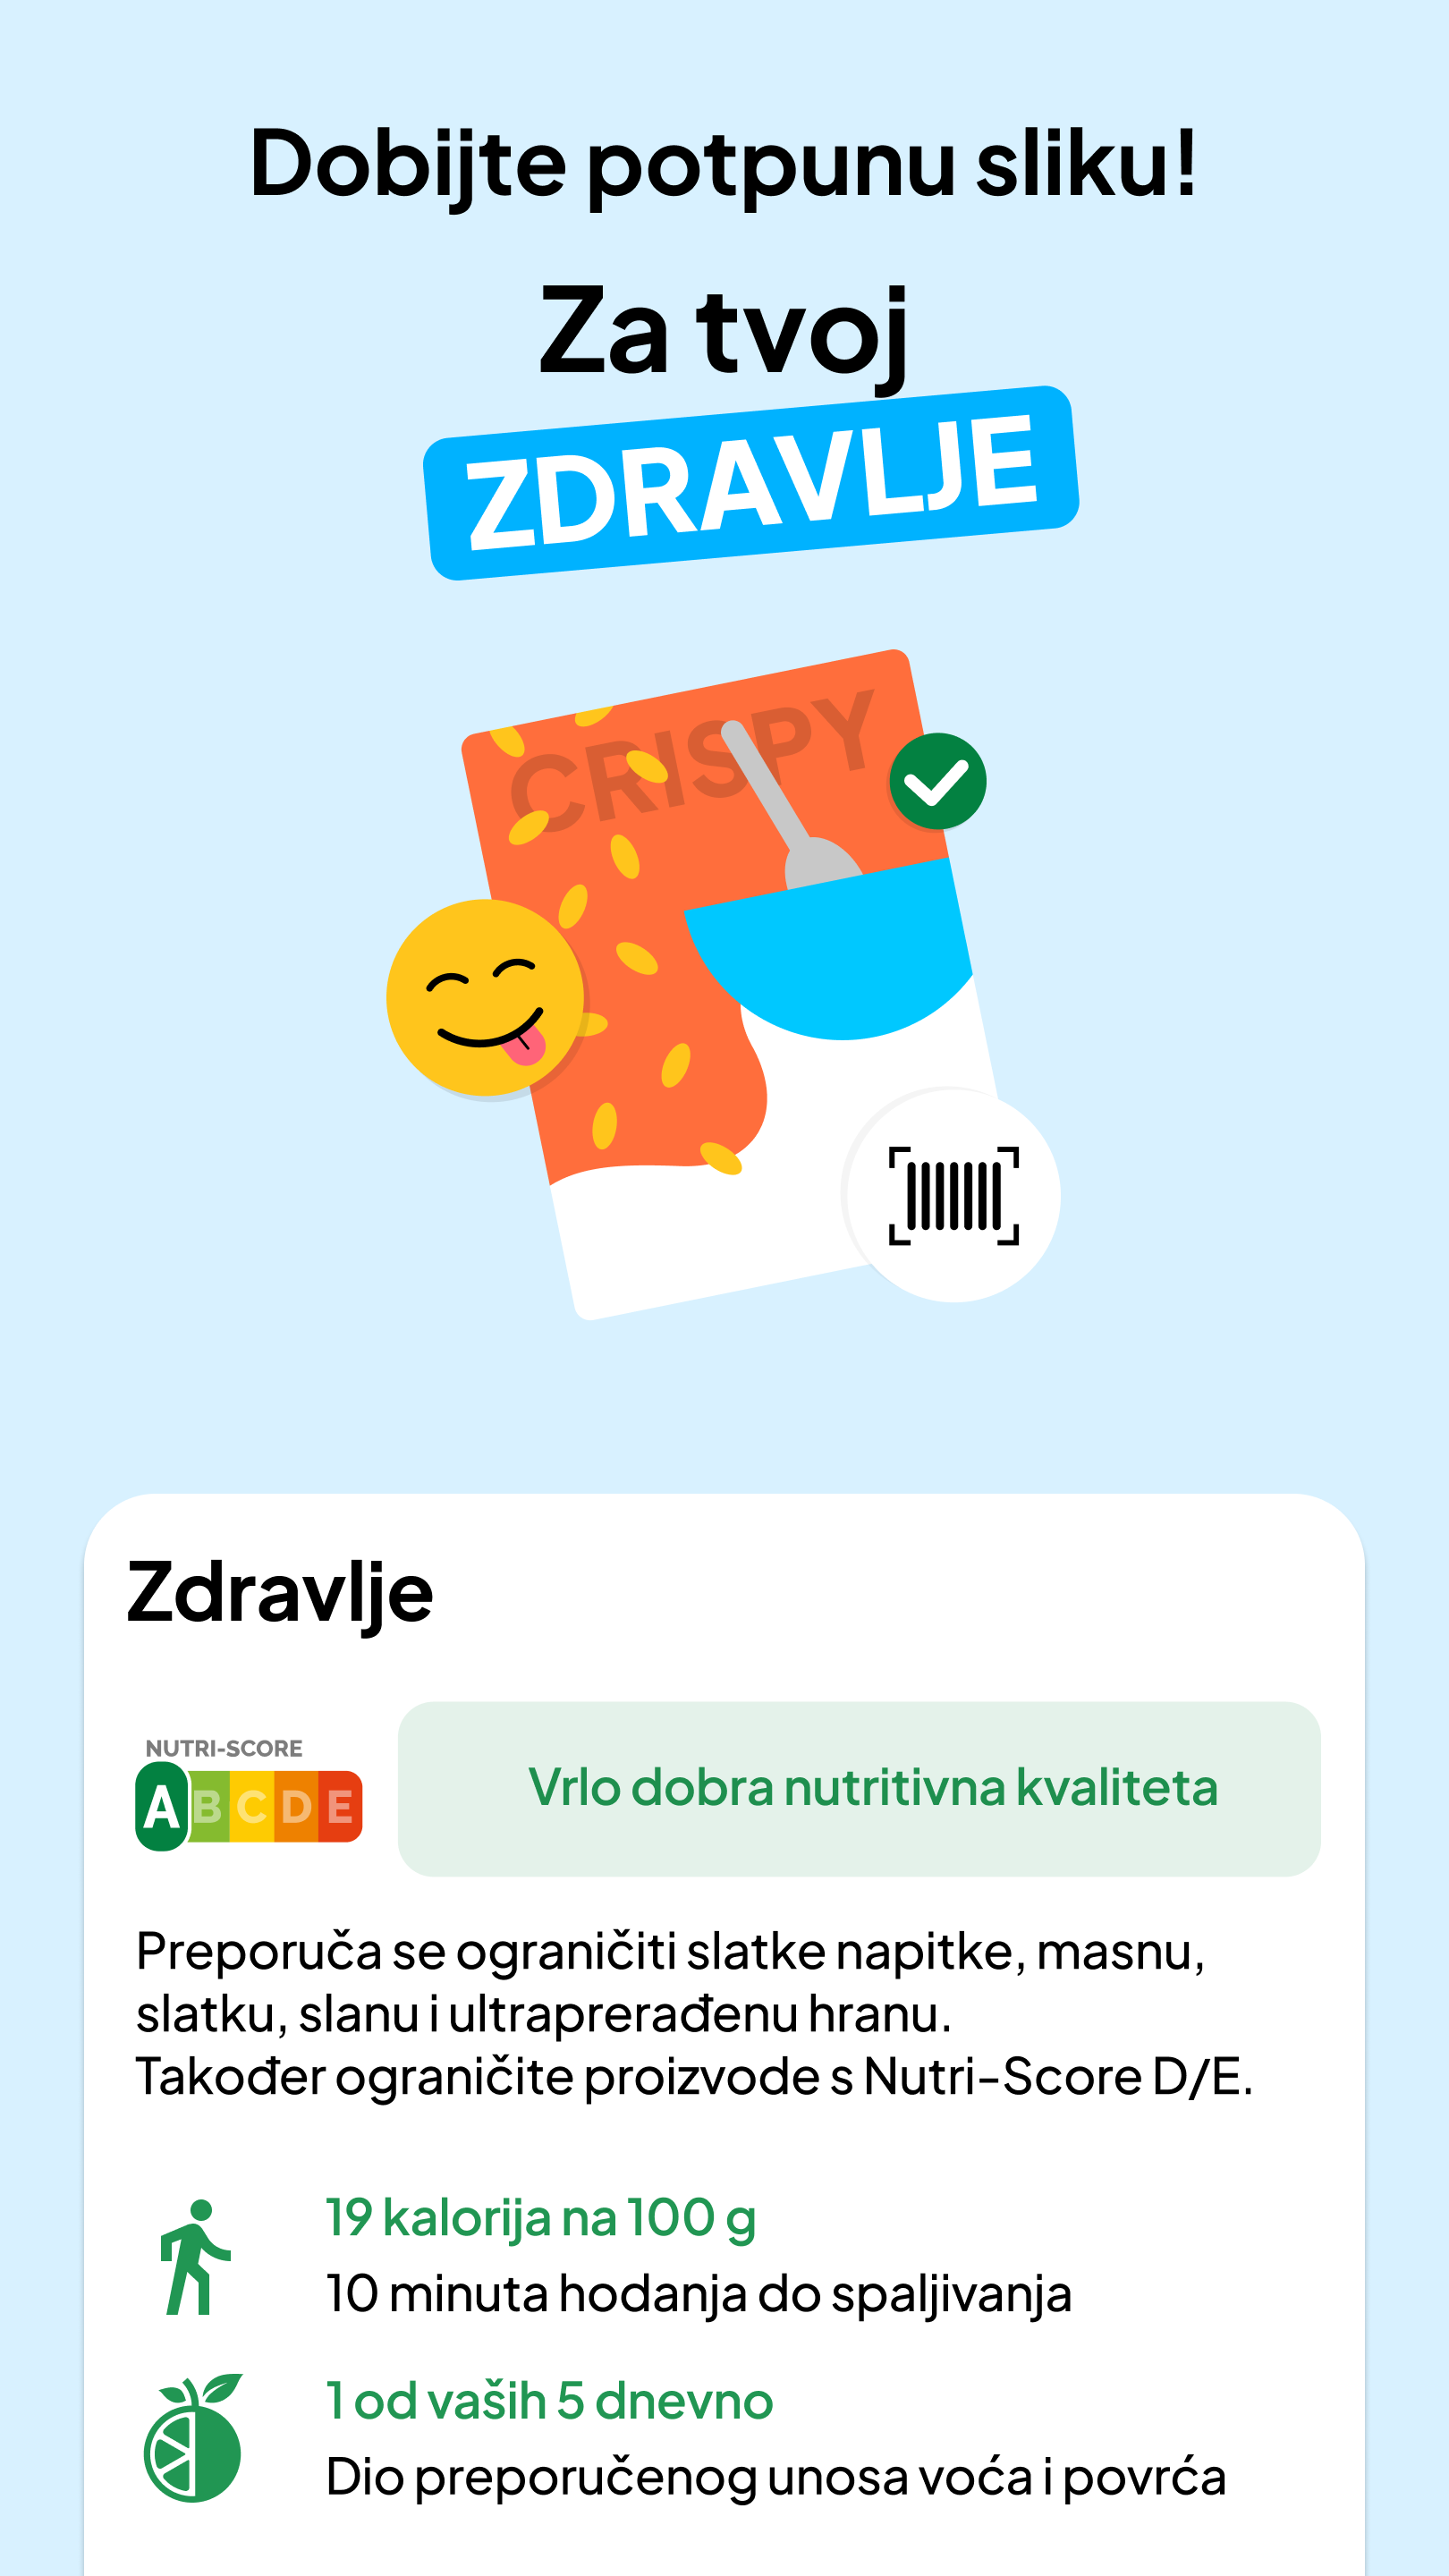 Dobijte potpunu sliku!
Za tvoj
ZDRAVLJE
CRISPY
Zdravlje
NUTRI-SCORE
A B C D E
Vrlo dobra nutritivna kvaliteta
Preporuča se ograničiti slatke napitke, masnu,
slatku, slanu i ultraprerađenu hranu.
Također ograničite proizvode s Nutri-Score D/E.
19 kalorija na 100 g
10 minuta hodanja do spaljivanja
1 od vaših 5 dnevno
Dio preporučenog unosa voća i povrća